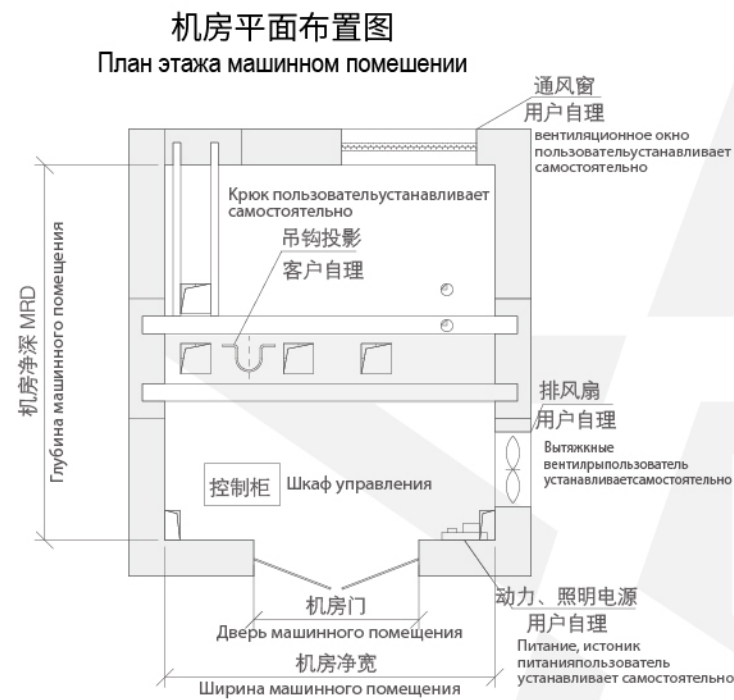 机房平面布置图
План этажа машинном помешении
通风窗
用户自理
вентиляционное окно
пользовательустанавливает
самостоятельно
Крюк пользовательустанавливает
самостоятельно
吊钩投影
客户自理
机房净深 MRD
Глубина машинного помещения
排风扇
用户自理
Вытяжкные
вентилрыпользователь
устанавливаетсамостоятельно
控制柜
Шкаф управления
动力、照明电源
用户自理
Питание, истоник
питанияпользователь
устанавливает самостоятельно
机房门
Дверь машинного помещения
机房净宽
Ширина машинного помещения